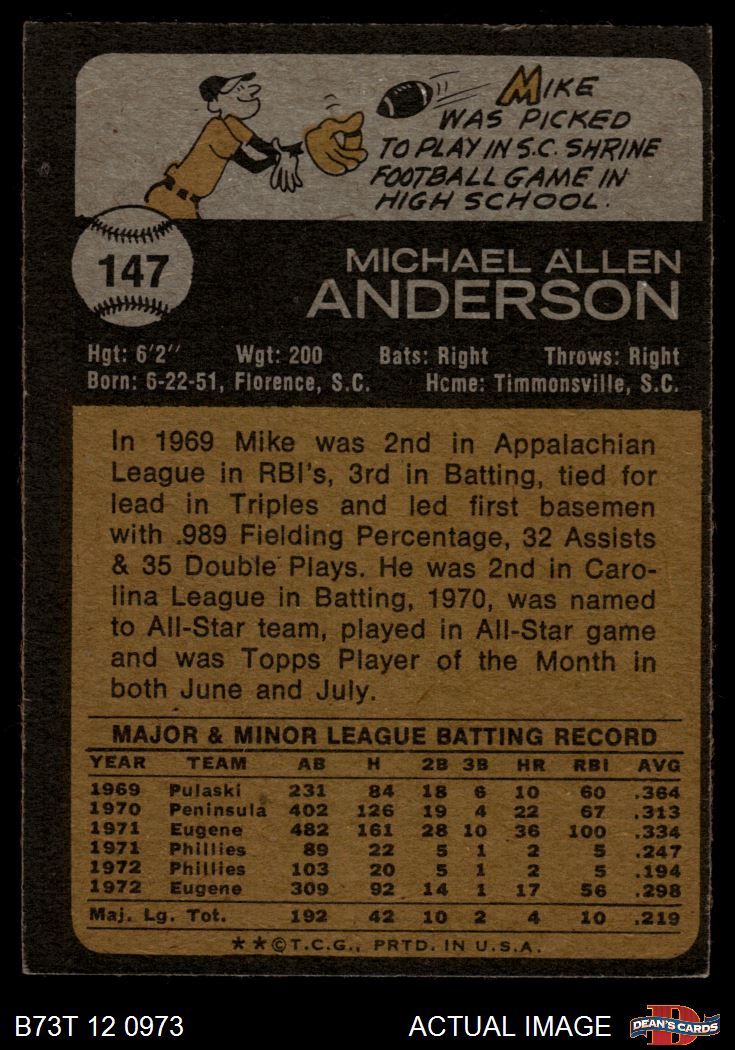 MIKE
WAS PICKED
TO PLAY IN S.C. SHRINE
FOOTBALL GAME IN
HIGH SCHOOL.
147
MICHAEL ALLEN
ANDERSON
Hgt: 6'2" Wgt: 200 Bats: Right Throws: Right
Born: 6-22-51, Florence, S.C. Home: Timmonsville, S.C.
In 1969 Mike was 2nd in Appalachian
League in RBI's, 3rd in Batting, tied for
lead in Triples and led first basemen
with .989 Fielding Percentage, 32 Assists
& 35 Double Plays. He was 2nd in Caro-
lina League in Batting, 1970, was named
to All-Star team, played in All-Star game
and was Topps Player of the Month in
both June and July.
MAJOR & MINOR LEAGUE BATTING RECORD
YEAR TEAM AB H 2B 3B HR RBI AVG
1969 Pulaski 231 84 18 6 10 60 .364
1970 Peninsula 402 126 19 4 22 67 .313
1971 Eugene 482 161 28 10 36 100 .334
1971 Phillies 89 22 5 1 2 5 .247
1972 Phillies 103 20 5 1 2 5 .194
1972 Eugene 309 92 14 1 17 56 .298
Maj. Lg. Tot. 192 42 10 2 4 10 .219
**©T.C.G., PRTD. IN U.S.A.
B73T 12 0973 ACTUAL IMAGE D DEAN'S CARDS